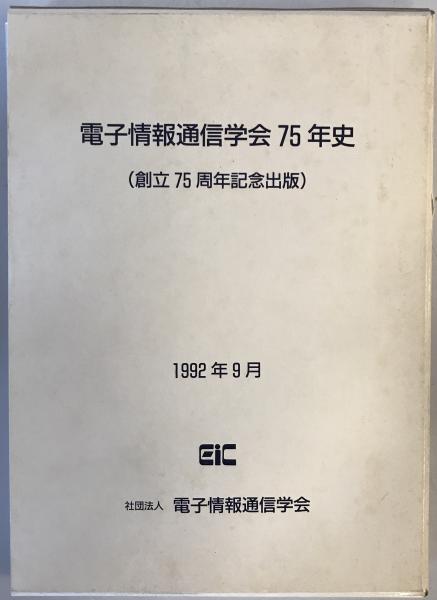 電子情報通信学会 75 年史
(創立 75 周年記念出版)
1992 年 9 月
EiC
社団法人 電子情報通信学会